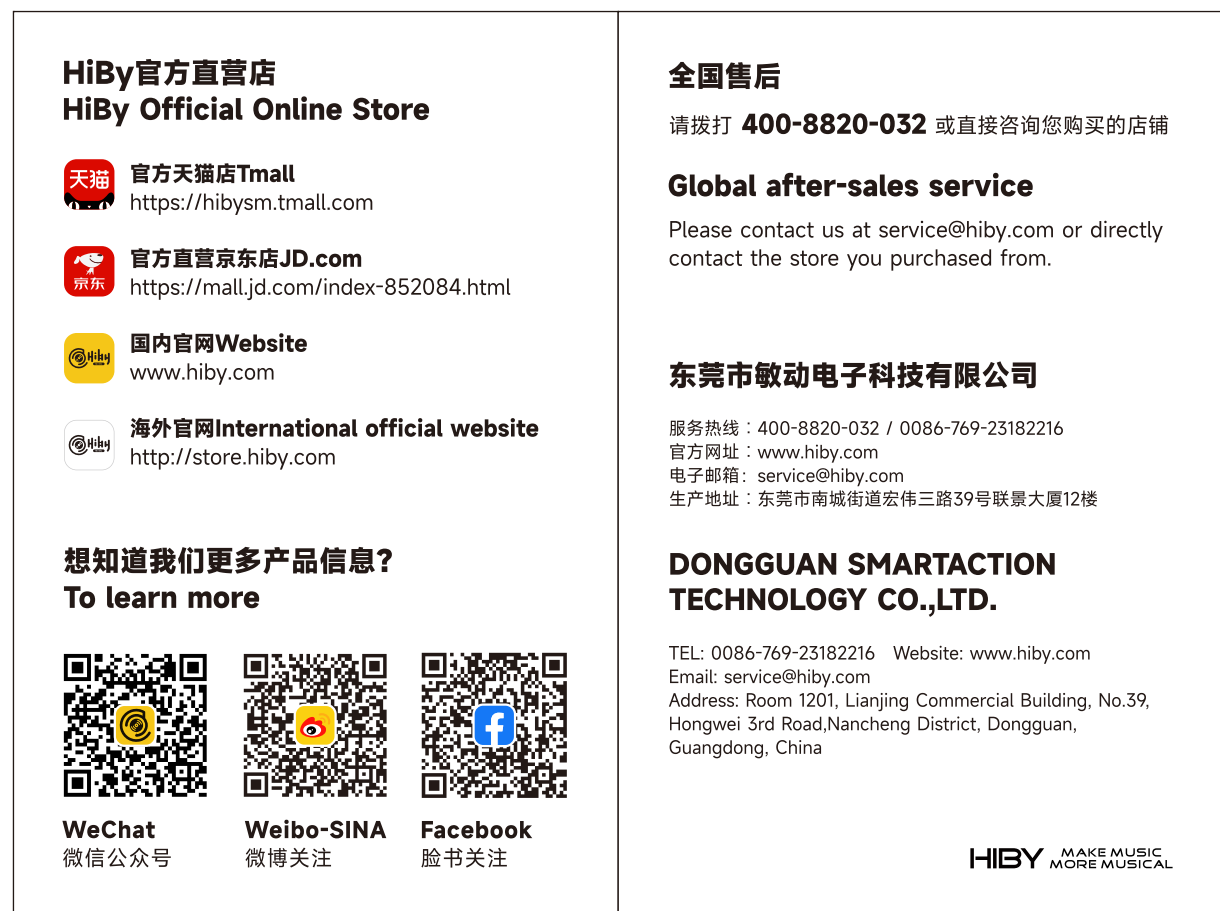 HiBy官方直营店
HiBy Official Online Store
天猫
官方天猫店Tmall
https://hibysm.tmall.com
京东
官方直营京东店JD.com
https://mall.jd.com/index-852084.html
HiBy
国内官网Website
www.hiby.com
HiBy
海外官网International official website
http://store.hiby.com
想知道我们更多产品信息?
To learn more
WeChat
微信公众号
Weibo-SINA
微博关注
Facebook
脸书关注
全国售后
请拨打 400-8820-032 或直接咨询您购买的店铺
Global after-sales service
Please contact us at service@hiby.com or directly
contact the store you purchased from.
东莞市敏动电子科技有限公司
服务热线：400-8820-032 / 0086-769-23182216
官方网址：www.hiby.com
电子邮箱：service@hiby.com
生产地址：东莞市南城街道宏伟三路39号联景大厦12楼
DONGGUAN SMARTACTION
TECHNOLOGY CO.,LTD.
TEL: 0086-769-23182216 Website: www.hiby.com
Email: service@hiby.com
Address: Room 1201, Lianjing Commercial Building, No.39,
Hongwei 3rd Road,Nancheng District, Dongguan,
Guangdong, China
HIBY MAKE MUSIC
MORE MUSICAL